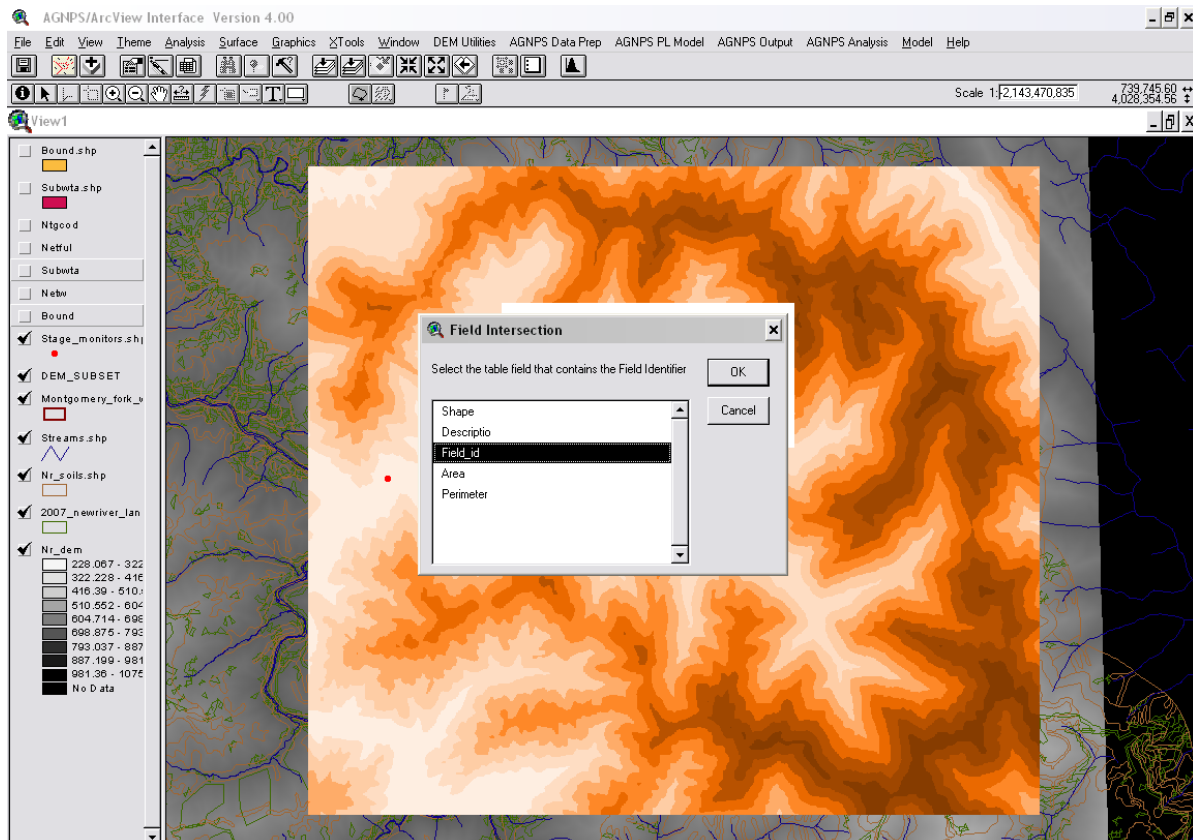 AGNPS/ArcView Interface Version 4.00
File Edit View Theme Analysis Surface Graphics XTools Window DEM Utilities AGNPS Data Prep AGNPS PL Model AGNPS Output AGNPS Analysis Model Help
Scale 1: -2,143,470,835
739,745.60
4,028,354.56
View1
Bound.shp
Subwta.shp
Ntgood
Netful
Subwta
Netw
Bound
Stage_monitors.shp
DEM_SUBSET
Montgomery_fork_w
Streams.shp
Nr_soils.shp
2007_newriver_lan
Nr_dem
228.067 - 322
322.228 - 416
416.39 - 510.
510.552 - 604
604.714 - 698
698.875 - 793
793.037 - 887
887.199 - 981
981.36 - 1075
No Data
Field Intersection
Select the table field that contains the Field Identifier
OK
Cancel
Shape
Descriptio
Field_id
Area
Perimeter